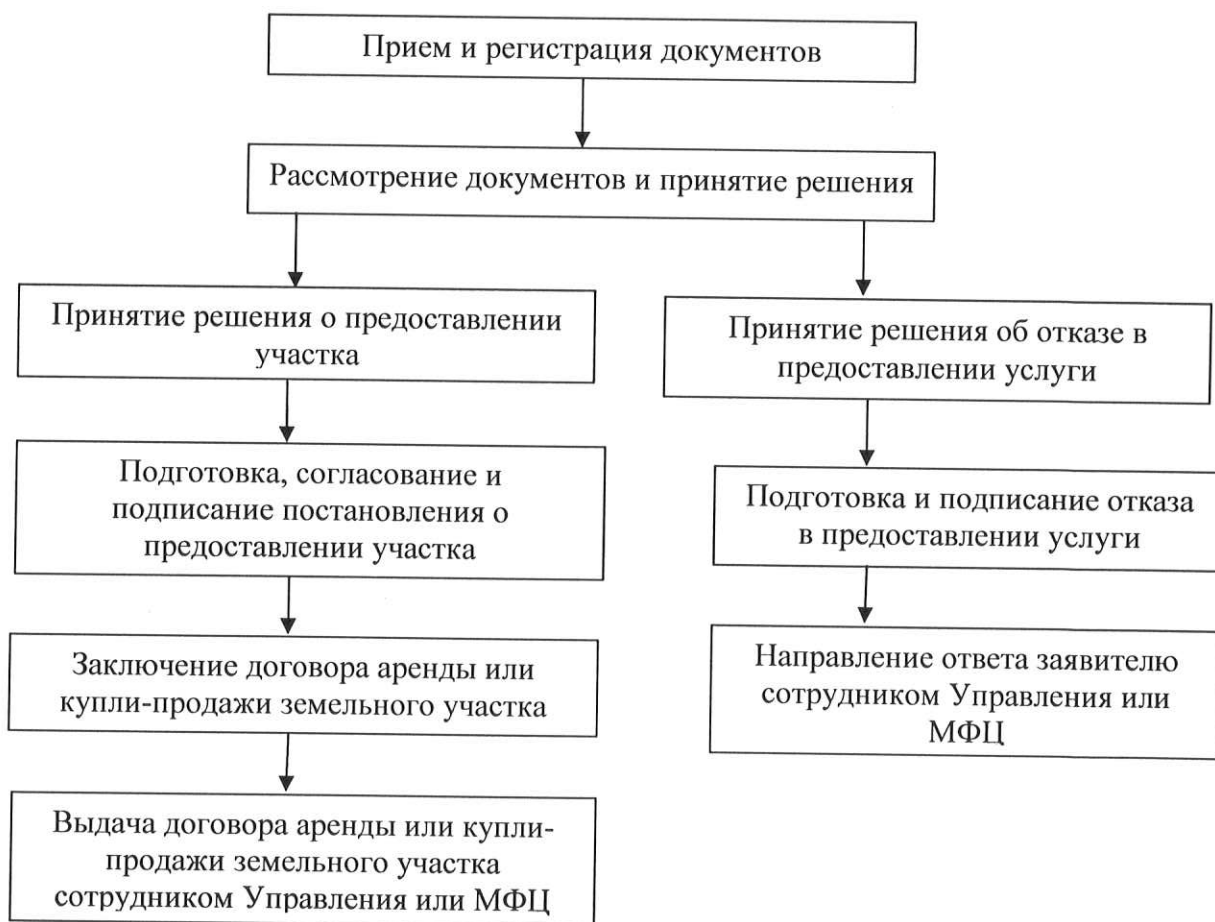 Прием и регистрация документов
Рассмотрение документов и принятие решения
Принятие решения о предоставлении
участка
Подготовка, согласование и
подписание постановления о
предоставлении участка
Заключение договора аренды или
купли-продажи земельного участка
Выдача договора аренды или купли-
продажи земельного участка
сотрудником Управления или МФЦ
Принятие решения об отказе в
предоставлении услуги
Подготовка и подписание отказа
в предоставлении услуги
Направление ответа заявителю
сотрудником Управления или
МФЦ